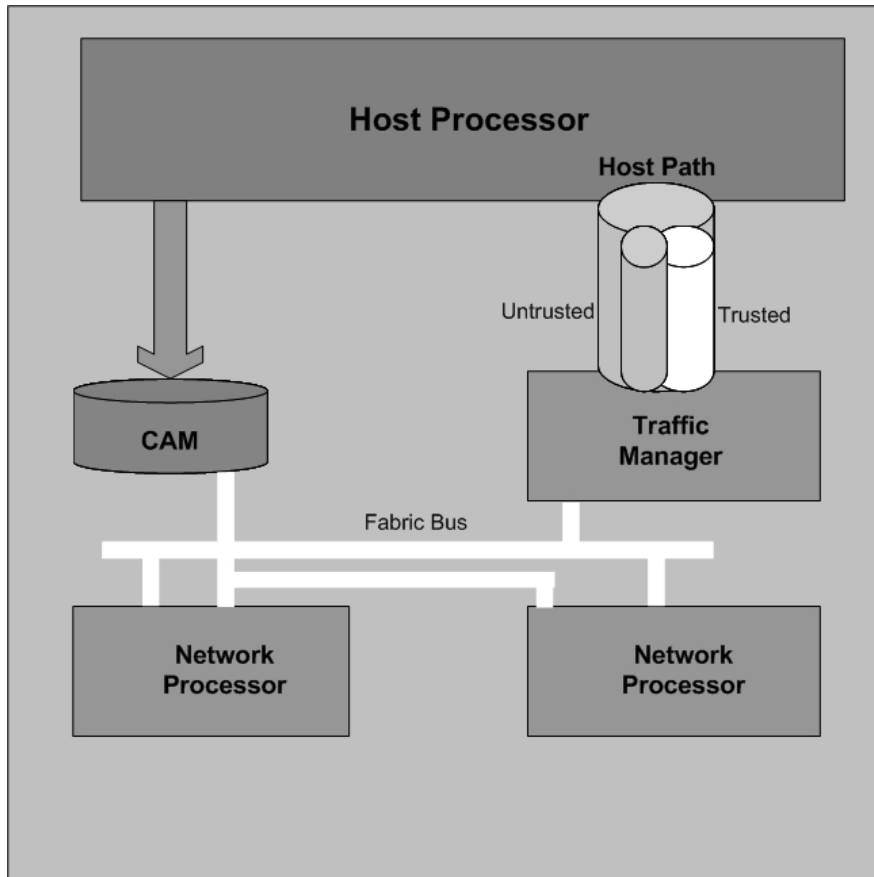 Host Processor
Host Path
Untrusted
Trusted
CAM
Traffic
Manager
Fabric Bus
Network
Processor
Network
Processor